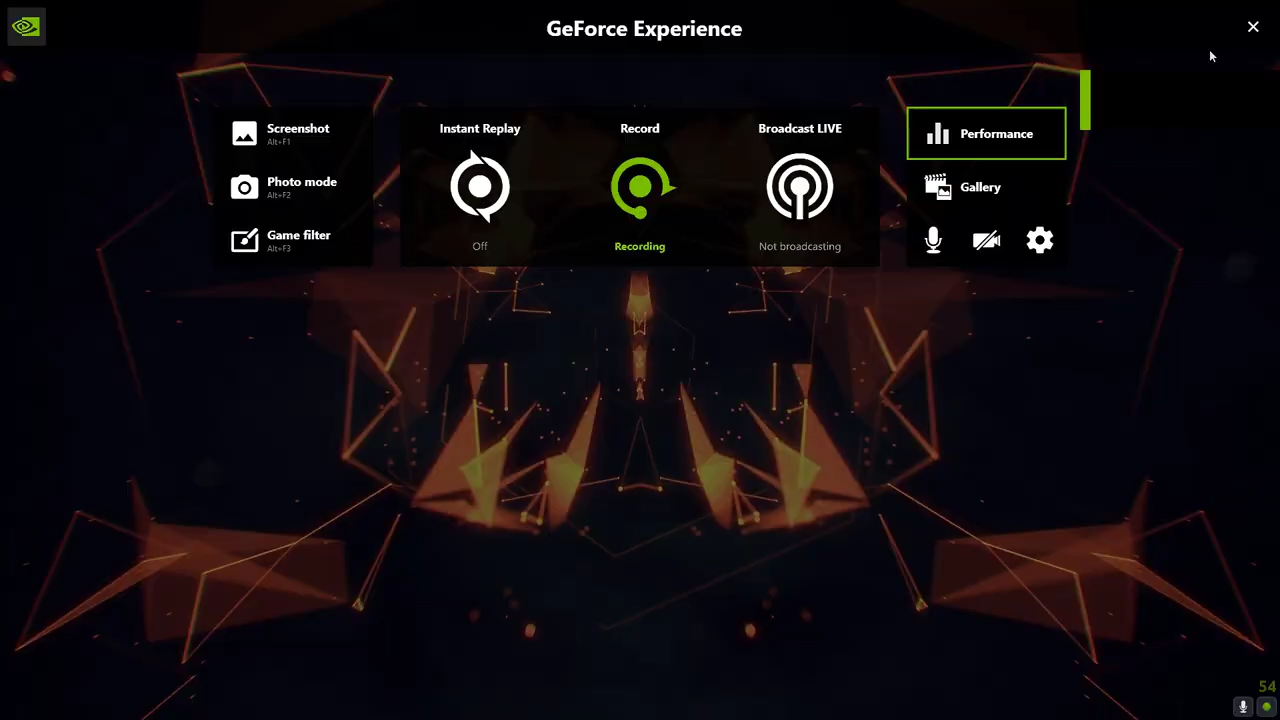 GeForce Experience
Screenshot
Alt+F1
Photo mode
Alt+F2
Game filter
Alt+F3
Instant Replay
Off
Record
Recording
Broadcast LIVE
Not broadcasting
Performance
Gallery
54